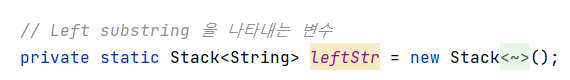 // Left substring 을 나타내는 변수
private static Stack<String> leftStr = new Stack<~>();